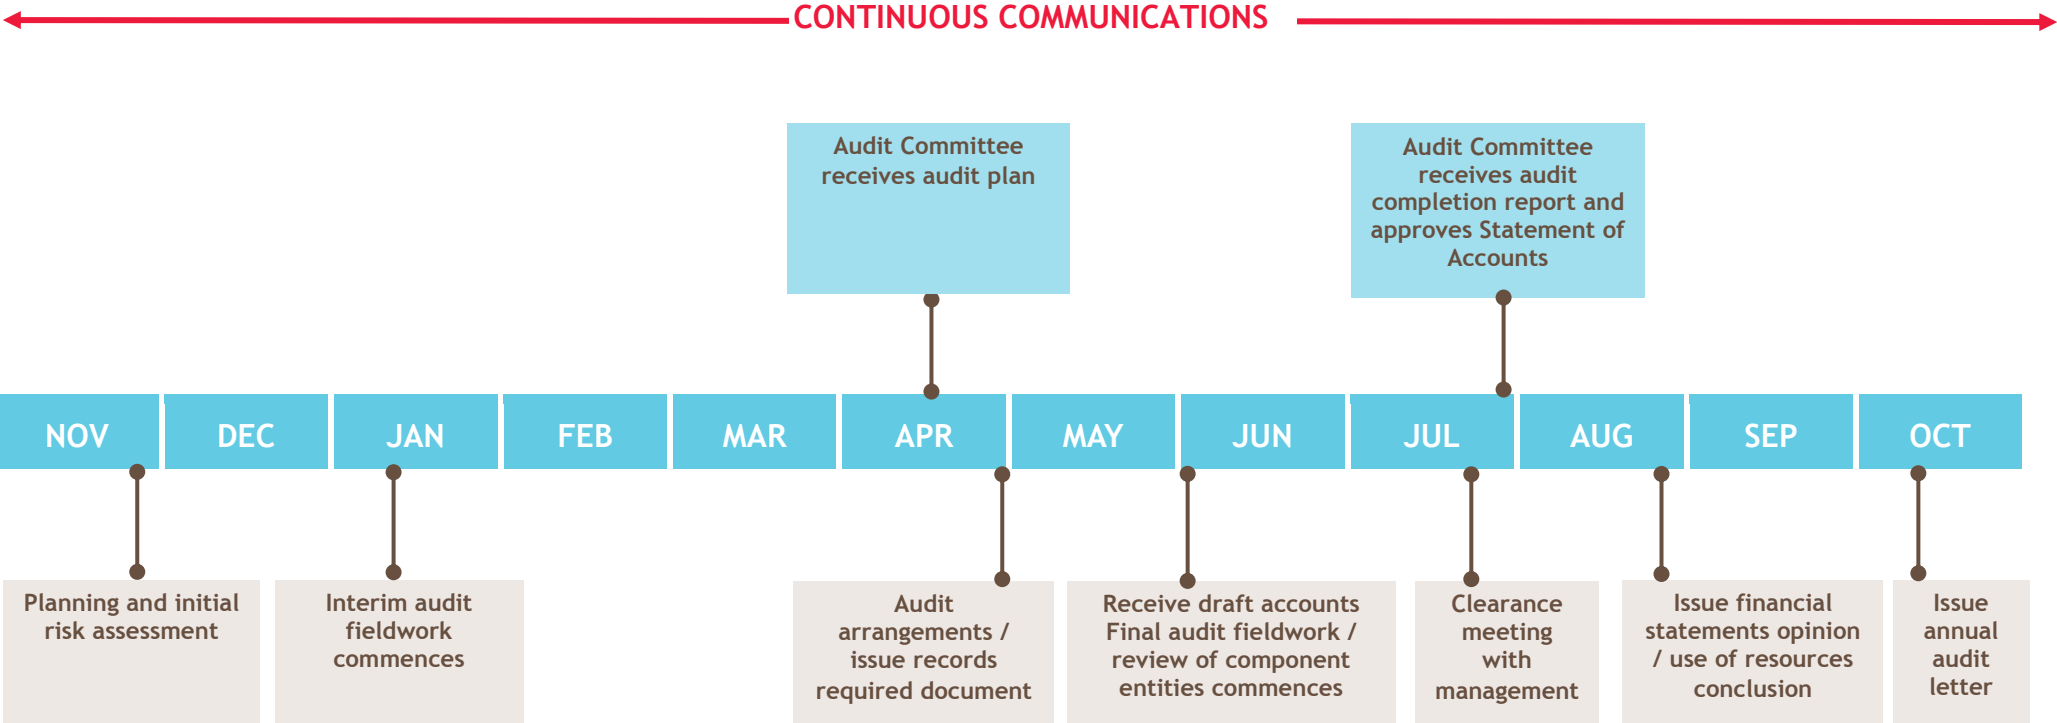 CONTINUOUS COMMUNICATIONS
Audit Committee
receives audit plan
Audit Committee
receives audit
completion report and
approves Statement of
Accounts
NOV
DEC
JAN
FEB
MAR
APR
MAY
JUN
JUL
AUG
SEP
OCT
Planning and initial
risk assessment
Interim audit
fieldwork
commences
Audit
arrangements /
issue records
required document
Receive draft accounts
Final audit fieldwork /
review of component
entities commences
Clearance
meeting
with
management
Issue financial
statements opinion
/ use of resources
conclusion
Issue
annual
audit
letter